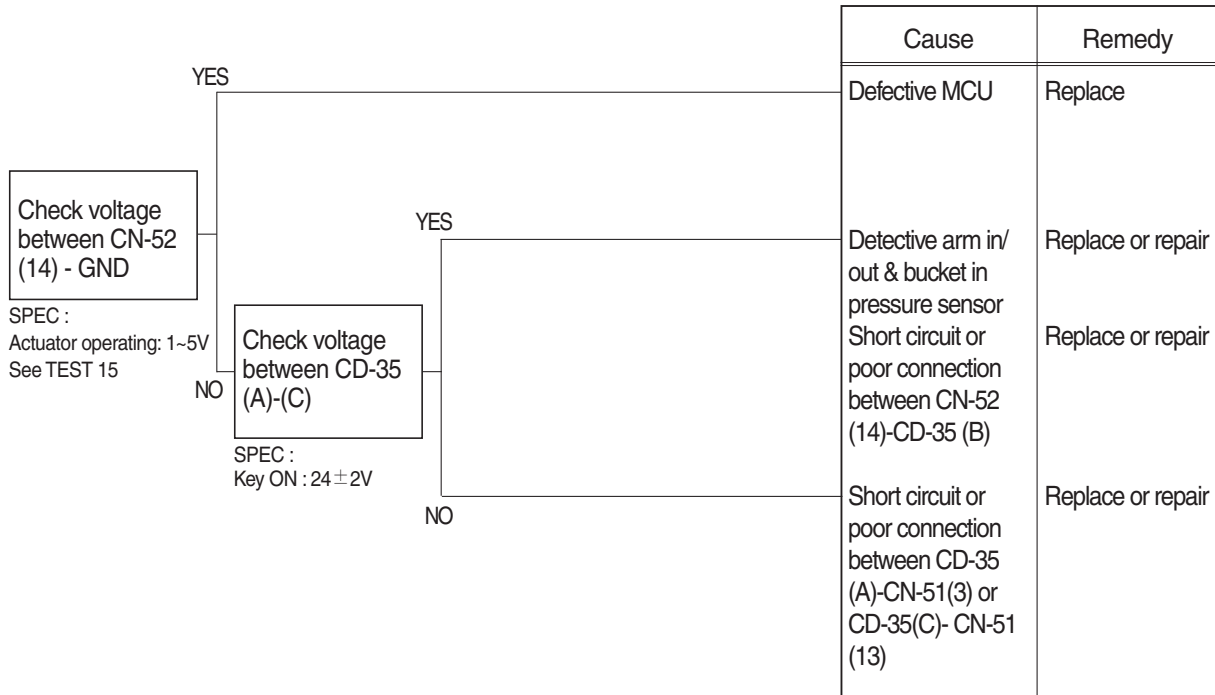 Cause
Remedy
YES
Defective MCU
Replace
Check voltage
between CN-52
(14) - GND
SPEC :
Actuator operating: 1~5V
See TEST 15
NO
YES
Detective arm in/
out & bucket in
pressure sensor
Replace or repair
Check voltage
between CD-35
(A)-(C)
SPEC :
Key ON : 24±2V
Short circuit or
poor connection
between CN-52
(14)-CD-35 (B)
Replace or repair
NO
Short circuit or
poor connection
between CD-35
(A)-CN-51(3) or
CD-35(C)- CN-51
(13)
Replace or repair